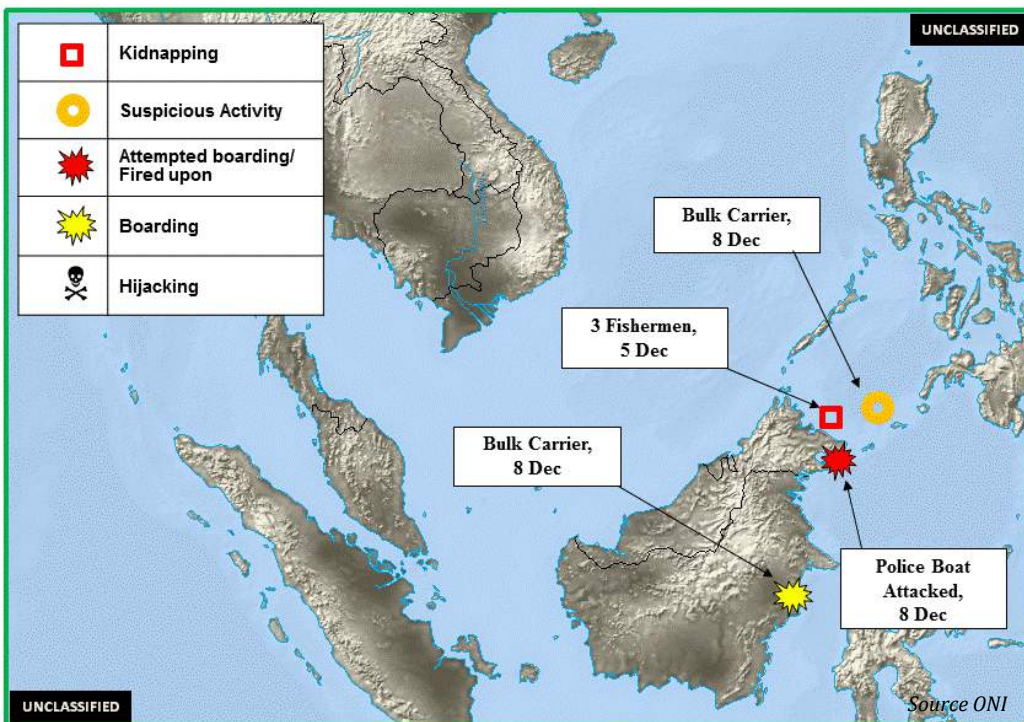 UNCLASSIFIED
Kidnapping
Suspicious Activity
Attempted boarding/
Fired upon
Boarding
Hijacking
Bulk Carrier,
8 Dec
3 Fishermen,
5 Dec
Bulk Carrier,
8 Dec
Police Boat
Attacked,
8 Dec
UNCLASSIFIED
Source ONI